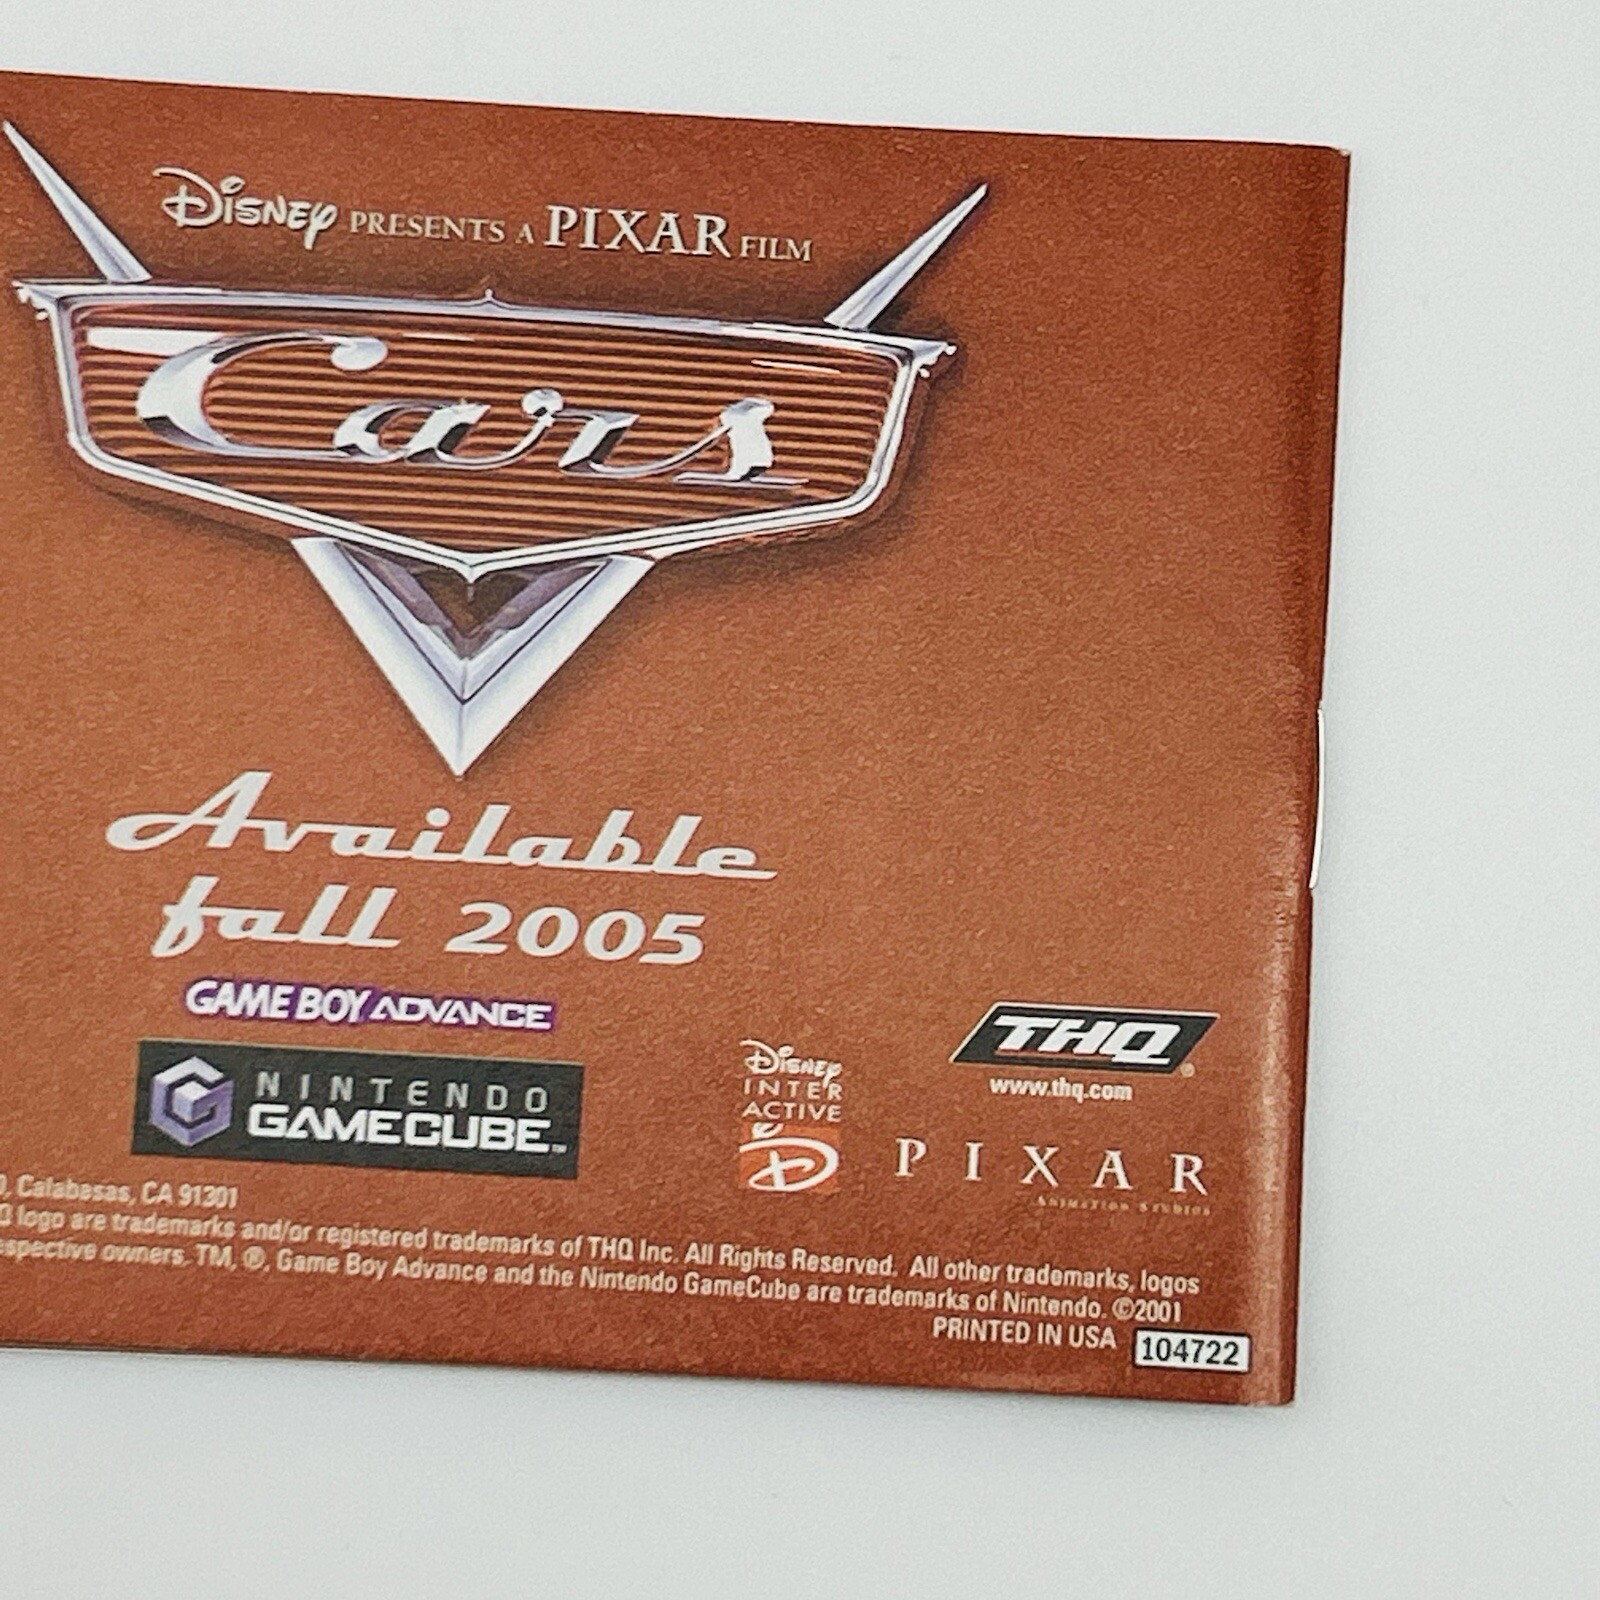 Disney PRESENTS A PIXAR FILM
Cars
Available
fall 2005
GAME BOY ADVANCE
NINTENDO
GAMECUBE™
Disney
INTER
ACTIVE
D
THQ®
www.thq.com
PIXAR
ANIMATION STUDIOS
, Calabasas, CA 91301
logo are trademarks and/or registered trademarks of THQ Inc. All Rights Reserved. All other trademarks, logos
espective owners. TM, ®, Game Boy Advance and the Nintendo GameCube are trademarks of Nintendo. ©2001
PRINTED IN USA 104722